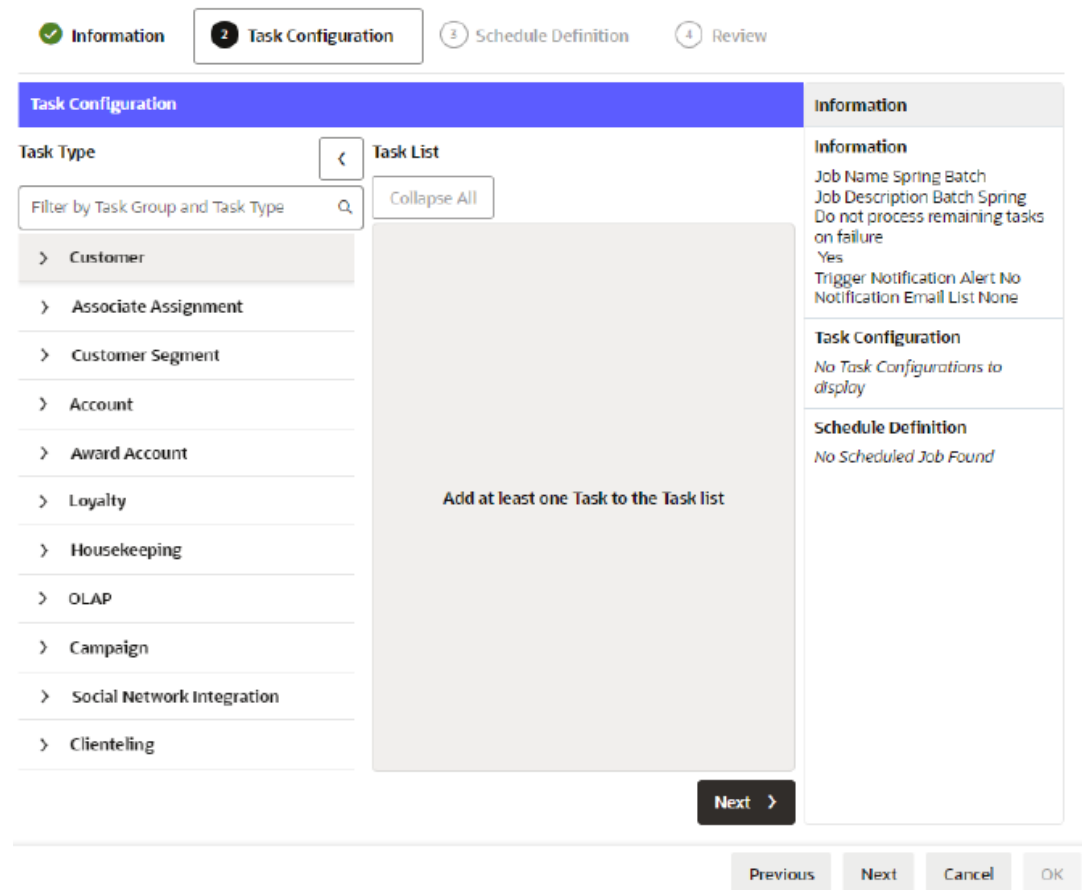 Information
2 Task Configuration
3 Schedule Definition
4 Review
Task Configuration
Task Type
Filter by Task Group and Task Type
Customer
Associate Assignment
Customer Segment
Account
Award Account
Loyalty
Housekeeping
OLAP
Campaign
Social Network Integration
Clienteling
Task List
Collapse All
Add at least one Task to the Task list
Next
Information
Information
Job Name Spring Batch
Job Description Batch Spring
Do not process remaining tasks
on failure
Yes
Trigger Notification Alert No
Notification Email List None
Task Configuration
No Task Configurations to
display
Schedule Definition
No Scheduled Job Found
Previous
Next
Cancel
OK